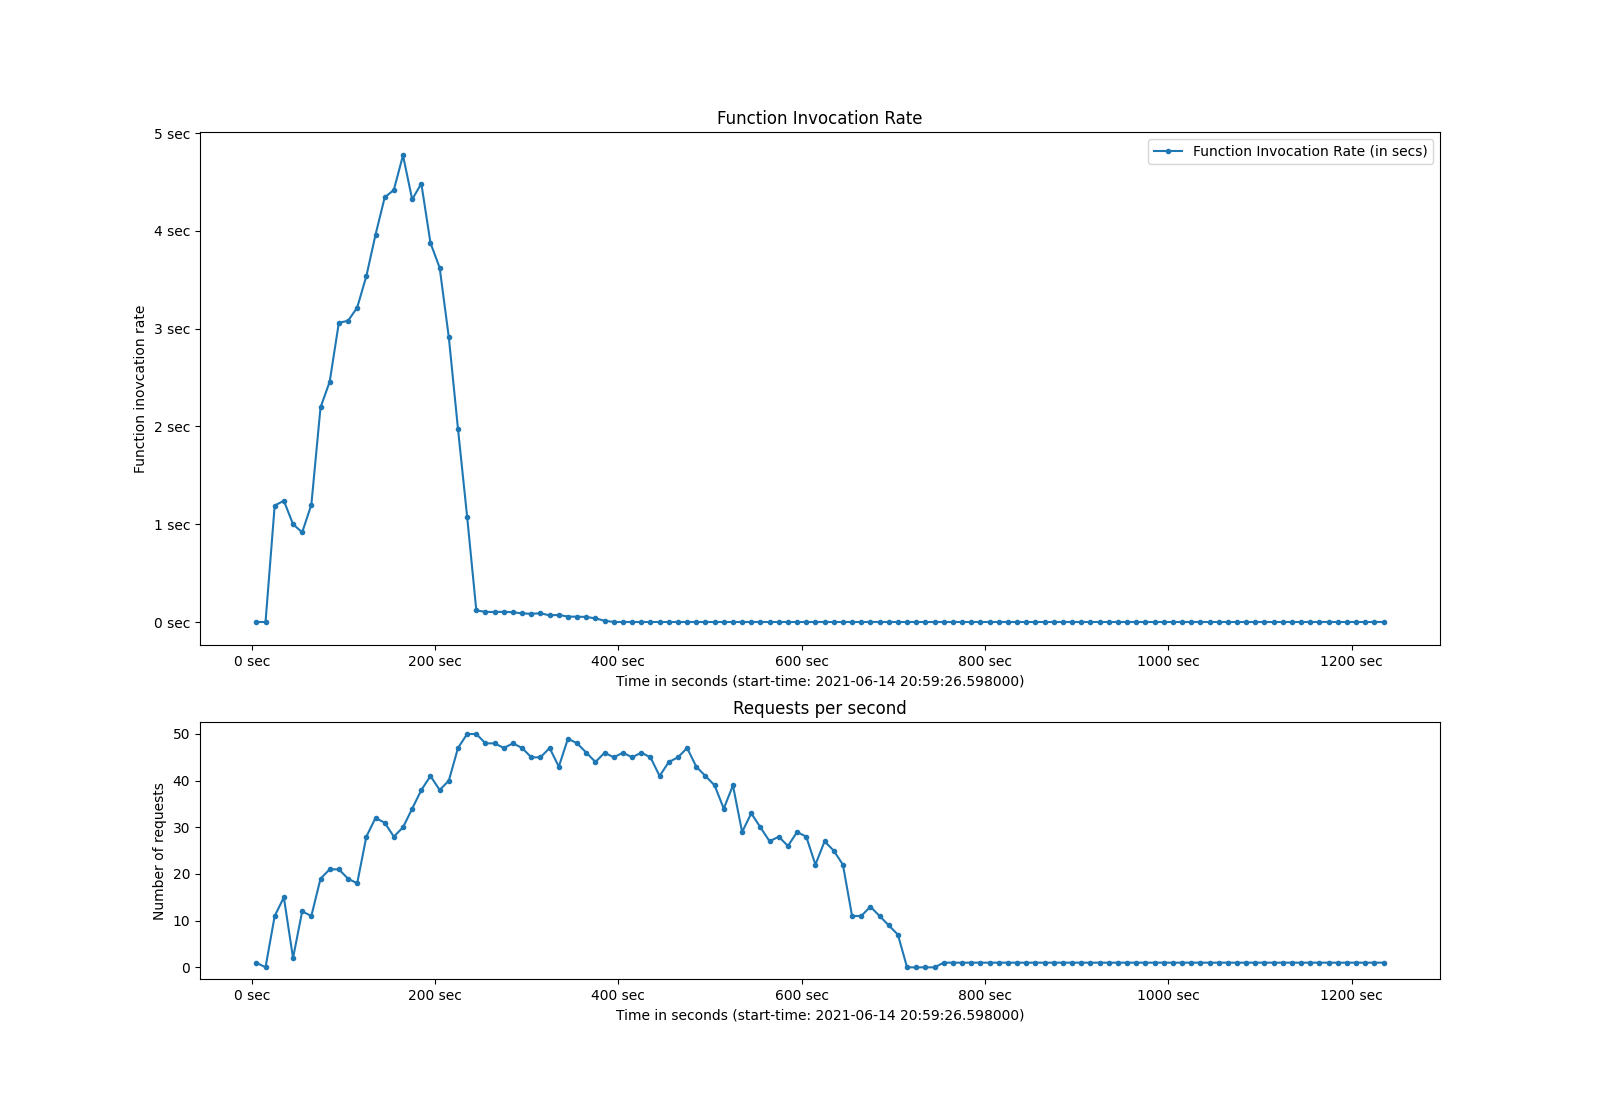 Function Invocation Rate
Function Invocation Rate (in secs)
5 sec
4 sec
3 sec
2 sec
1 sec
0 sec
Function inovcation rate
0 sec 200 sec 400 sec 600 sec 800 sec 1000 sec 1200 sec
Time in seconds (start-time: 2021-06-14 20:59:26.598000)
Requests per second
50
40
30
20
10
0
Number of requests
0 sec 200 sec 400 sec 600 sec 800 sec 1000 sec 1200 sec
Time in seconds (start-time: 2021-06-14 20:59:26.598000)